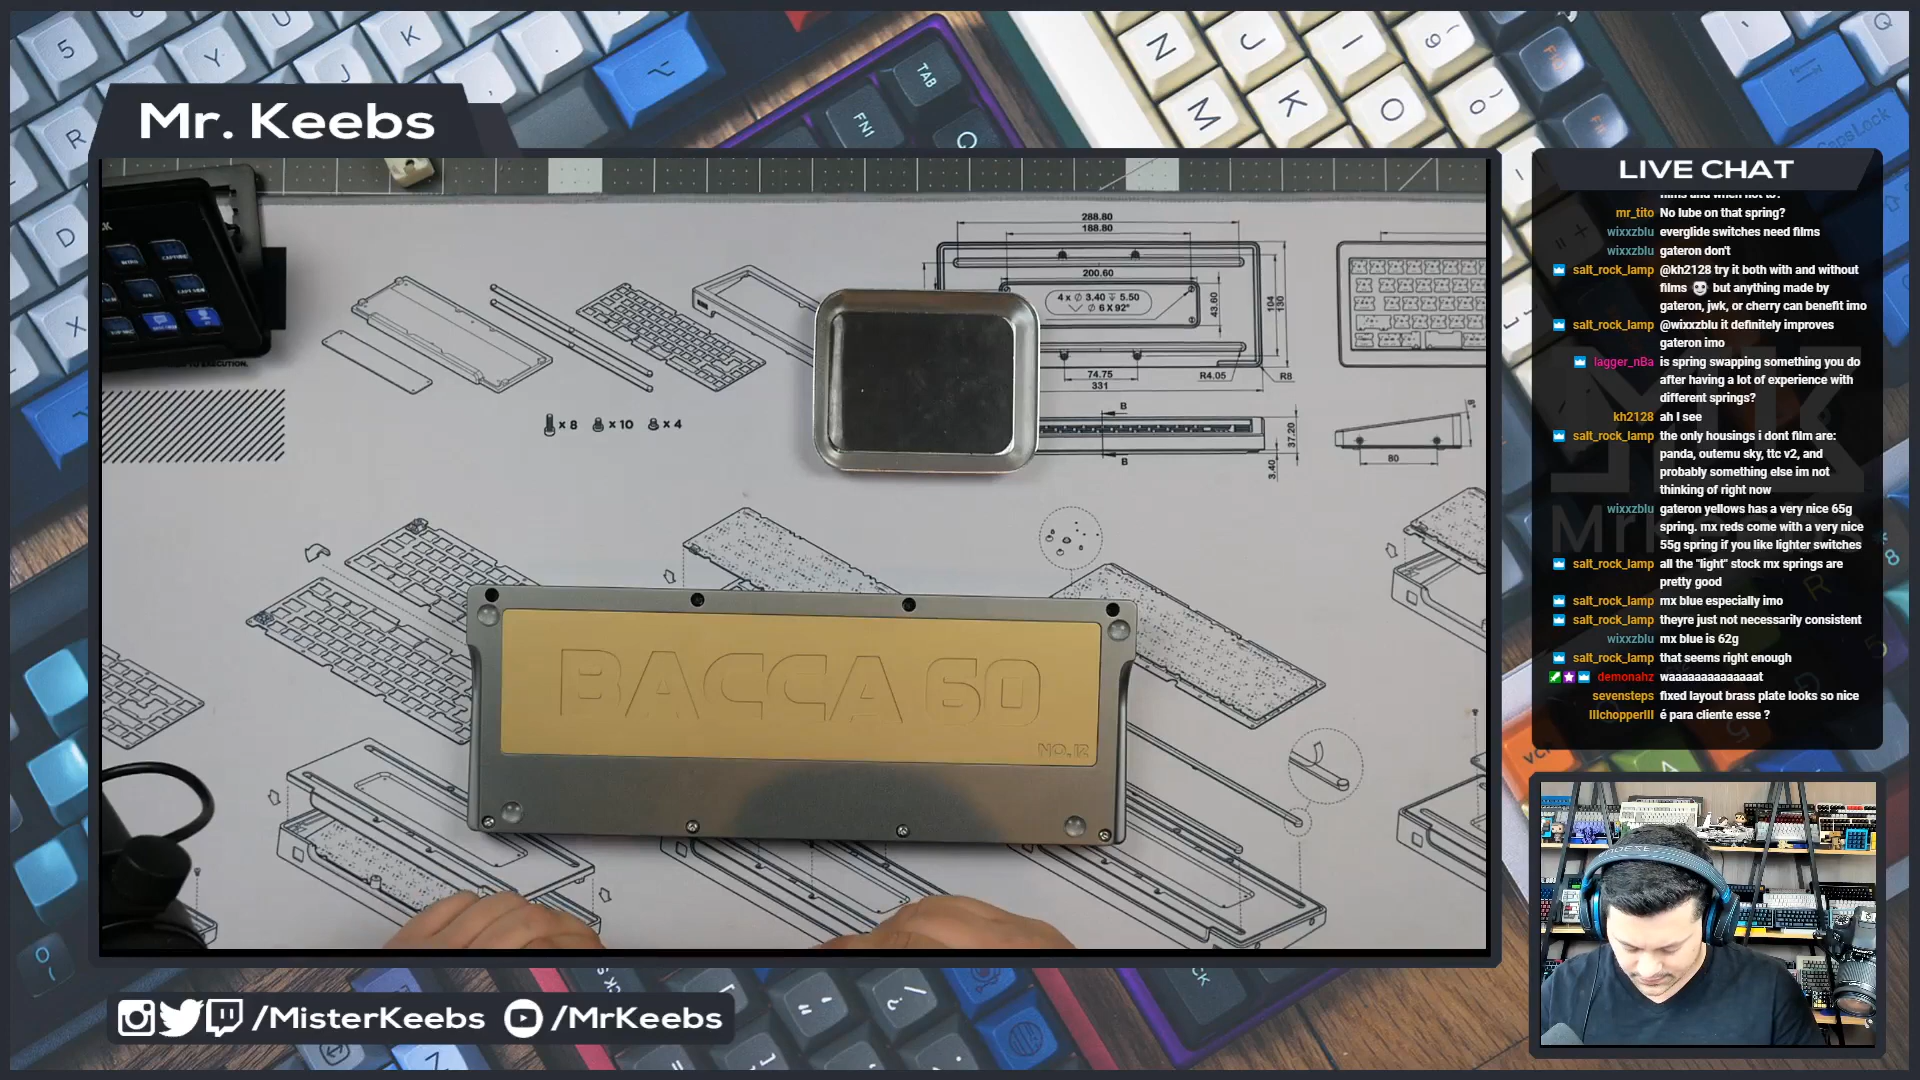 Mr. Keebs
LIVE CHAT
mr_tito No lube on that spring?
wixxzblu everglide switches need films
wixxzblu gateron don't
salt_rock_lamp @kh2128 try it both with and without
films but anything made by
gateron, jwk, or cherry can benefit imo
salt_rock_lamp @wixxzblu it definitely improves
gateron imo
lagger_nBa is spring swapping something you do
after having a lot of experience with
different springs?
kh2128 ah I see
salt_rock_lamp the only housings i dont film are:
panda, outemu sky, ttc v2, and
probably something else im not
thinking of right now
wixxzblu gateron yellows has a very nice 65g
spring. mx reds come with a very nice
55g spring if you like lighter switches
salt_rock_lamp all the "light" stock mx springs are
pretty good
salt_rock_lamp mx blue especially imo
salt_rock_lamp theyre just not necessarily consistent
wixxzblu mx blue is 62g
salt_rock_lamp that seems right enough
demonahz waaaaaaaaaaaaaat
sevensteps fixed layout brass plate looks so nice
lllchopperlll é para cliente esse ?
288.80
188.80
200.60
4 x ∅ 3.40 ↧ 5.50
∨ ∅ 6 X 92°
43.60
104
130
74.75
331
R4.05
R8
x 8
x 10
x 4
B
B
37.20
3.40
80
BACCA 60
NO.12
TAB
FN1
CapsLock
/MisterKeebs
/MrKeebs